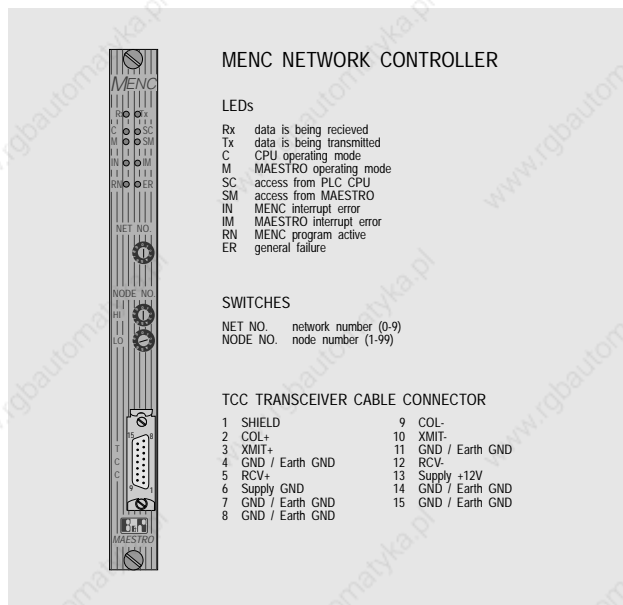 MENC
Rx Tx
C SC
M SM
IN IM
RN ER
NET NO.
NODE NO.
HI
LO
15 8
T
C
C
9 1
B&R
MAESTRO
MENC NETWORK CONTROLLER
LEDs
Rx data is being recieved
Tx data is being transmitted
C CPU operating mode
M MAESTRO operating mode
SC access from PLC CPU
SM access from MAESTRO
IN MENC interrupt error
IM MAESTRO interrupt error
RN MENC program active
ER general failure
SWITCHES
NET NO. network number (0-9)
NODE NO. node number (1-99)
TCC TRANSCEIVER CABLE CONNECTOR
1 SHIELD 9 COL-
2 COL+ 10 XMIT-
3 XMIT+ 11 GND / Earth GND
4 GND / Earth GND 12 RCV-
5 RCV+ 13 Supply +12V
6 Supply GND 14 GND / Earth GND
7 GND / Earth GND 15 GND / Earth GND
8 GND / Earth GND
www.rgbautomatyka.pl